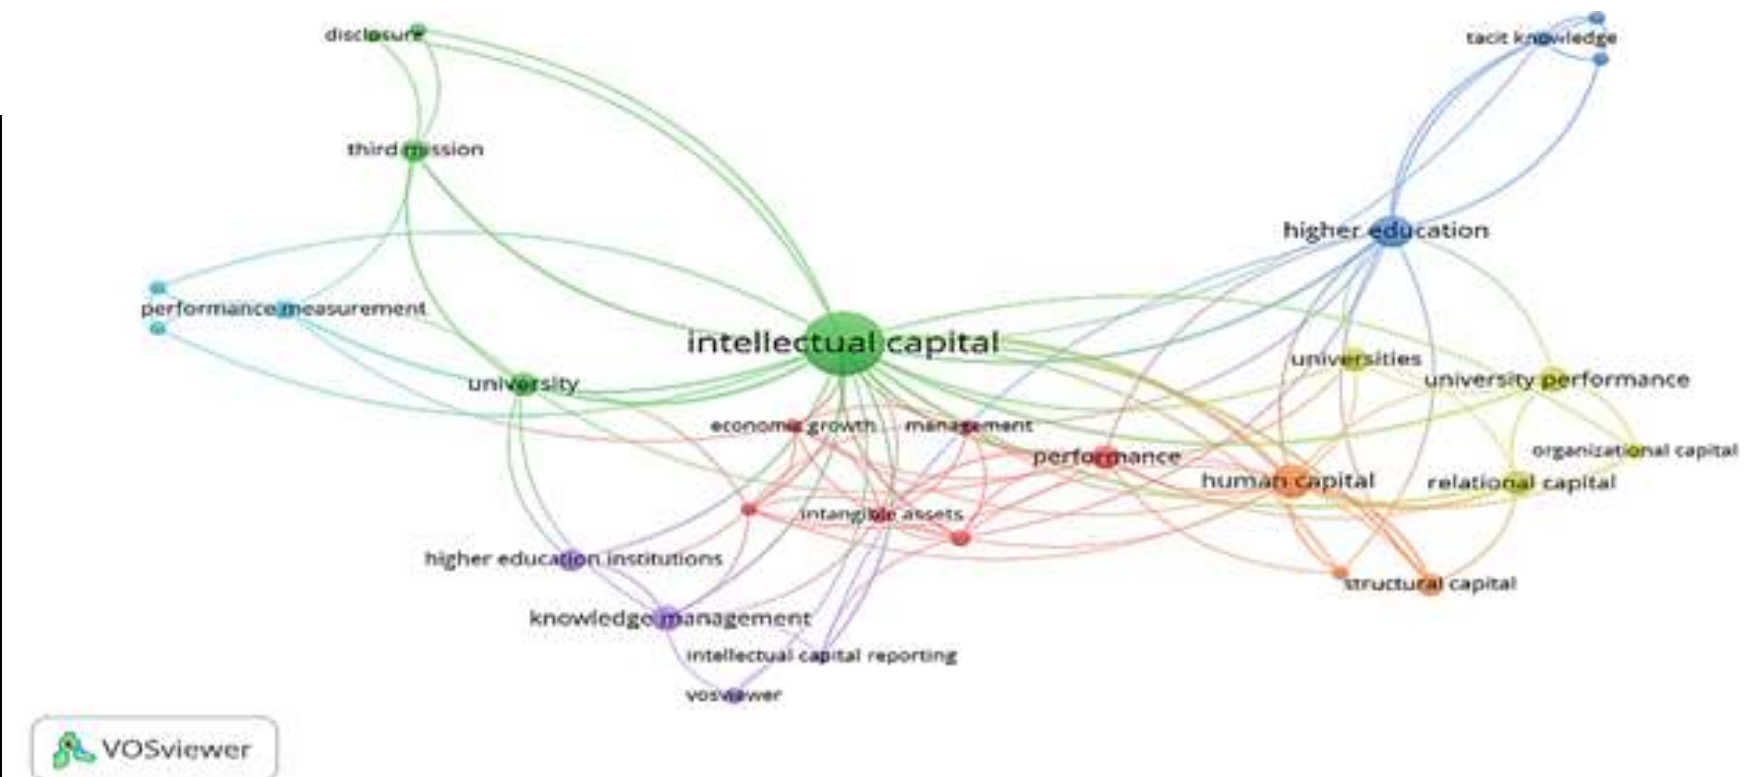 disclosure
tacit knowledge
third mission
higher education
performance measurement
intellectual capital
universities
university performance
university
economic growth
management
performance
organizational capital
human capital
relational capital
intangible assets
higher education institutions
structural capital
knowledge management
intellectual capital reporting
vosviewer
VOSviewer